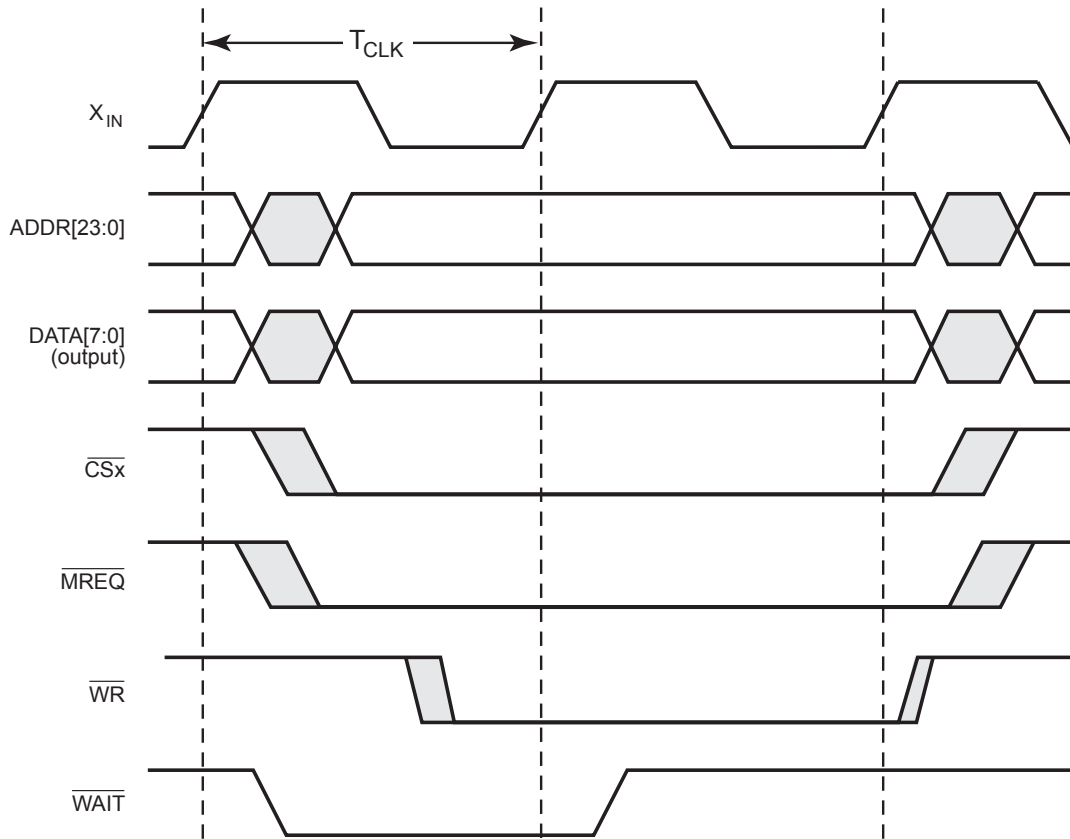 TCLK
XIN
ADDR[23:0]
DATA[7:0]
(output)
CSx
MREQ
WR
WAIT